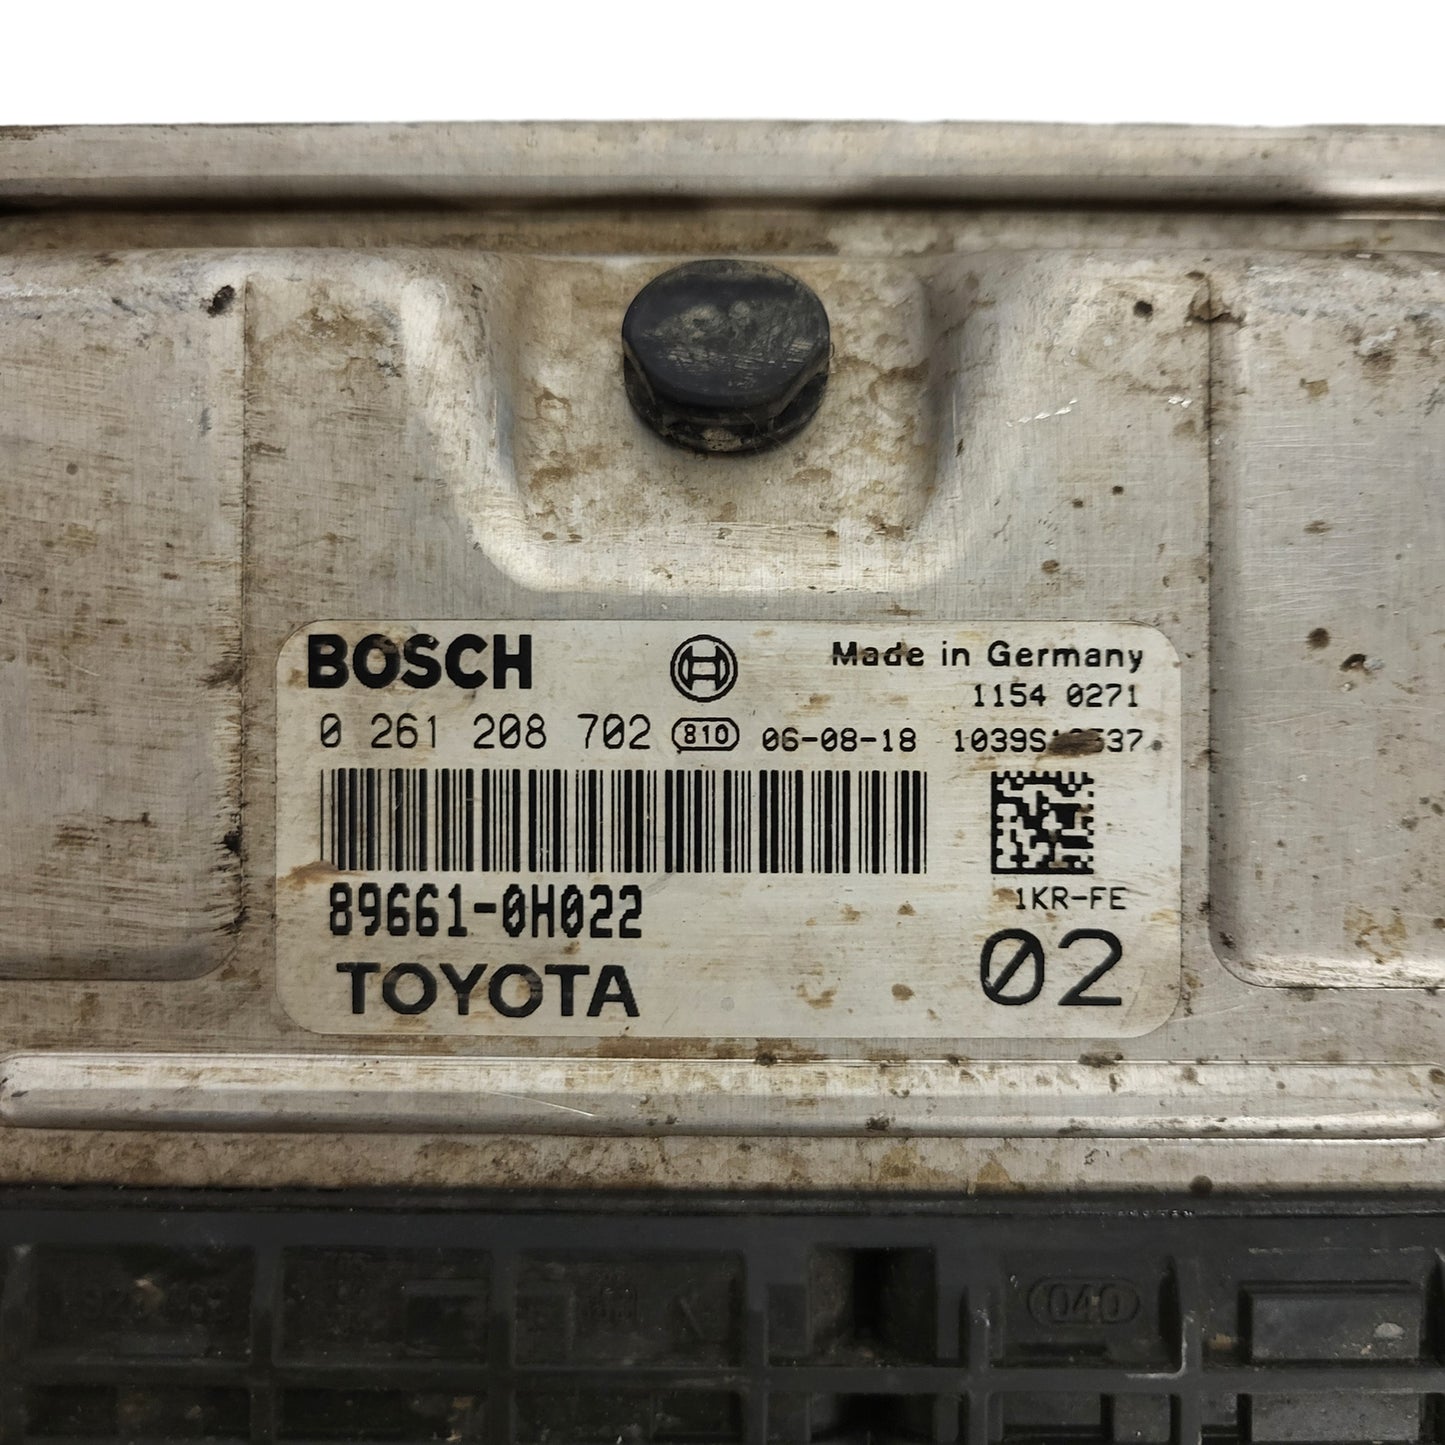 BOSCH Made in Germany
1154 0271
0 261 208 702 810 06-08-18
89661-0H022 1KR-FE
TOYOTA 02
040